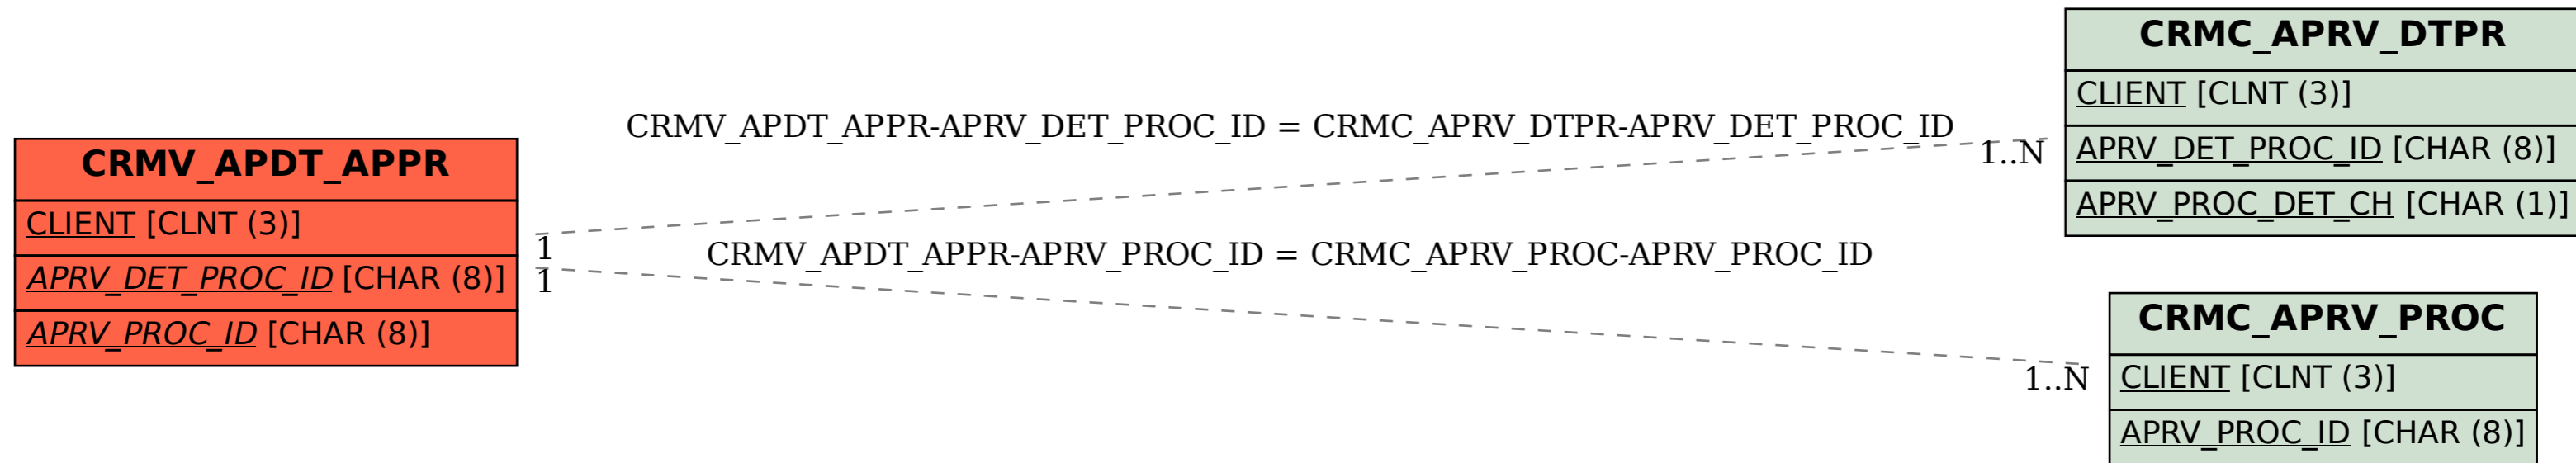 CRMV_APDT_APPR
CLIENT [CLNT (3)]
APRV_DET_PROC_ID [CHAR (8)]
APRV_PROC_ID [CHAR (8)]
CRMV_APDT_APPR-APRV_DET_PROC_ID = CRMC_APRV_DTPR-APRV_DET_PROC_ID
1
1..N
CRMV_APDT_APPR-APRV_PROC_ID = CRMC_APRV_PROC-APRV_PROC_ID
1
1..N
CRMC_APRV_DTPR
CLIENT [CLNT (3)]
APRV_DET_PROC_ID [CHAR (8)]
APRV_PROC_DET_CH [CHAR (1)]
CRMC_APRV_PROC
CLIENT [CLNT (3)]
APRV_PROC_ID [CHAR (8)]